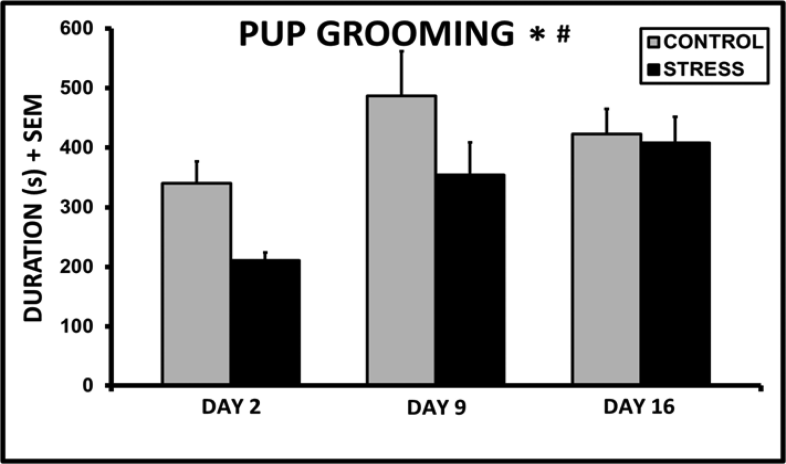 PUP GROOMING * #
CONTROL
STRESS
DURATION (s) + SEM
600
500
400
300
200
100
0
DAY 2
DAY 9
DAY 16